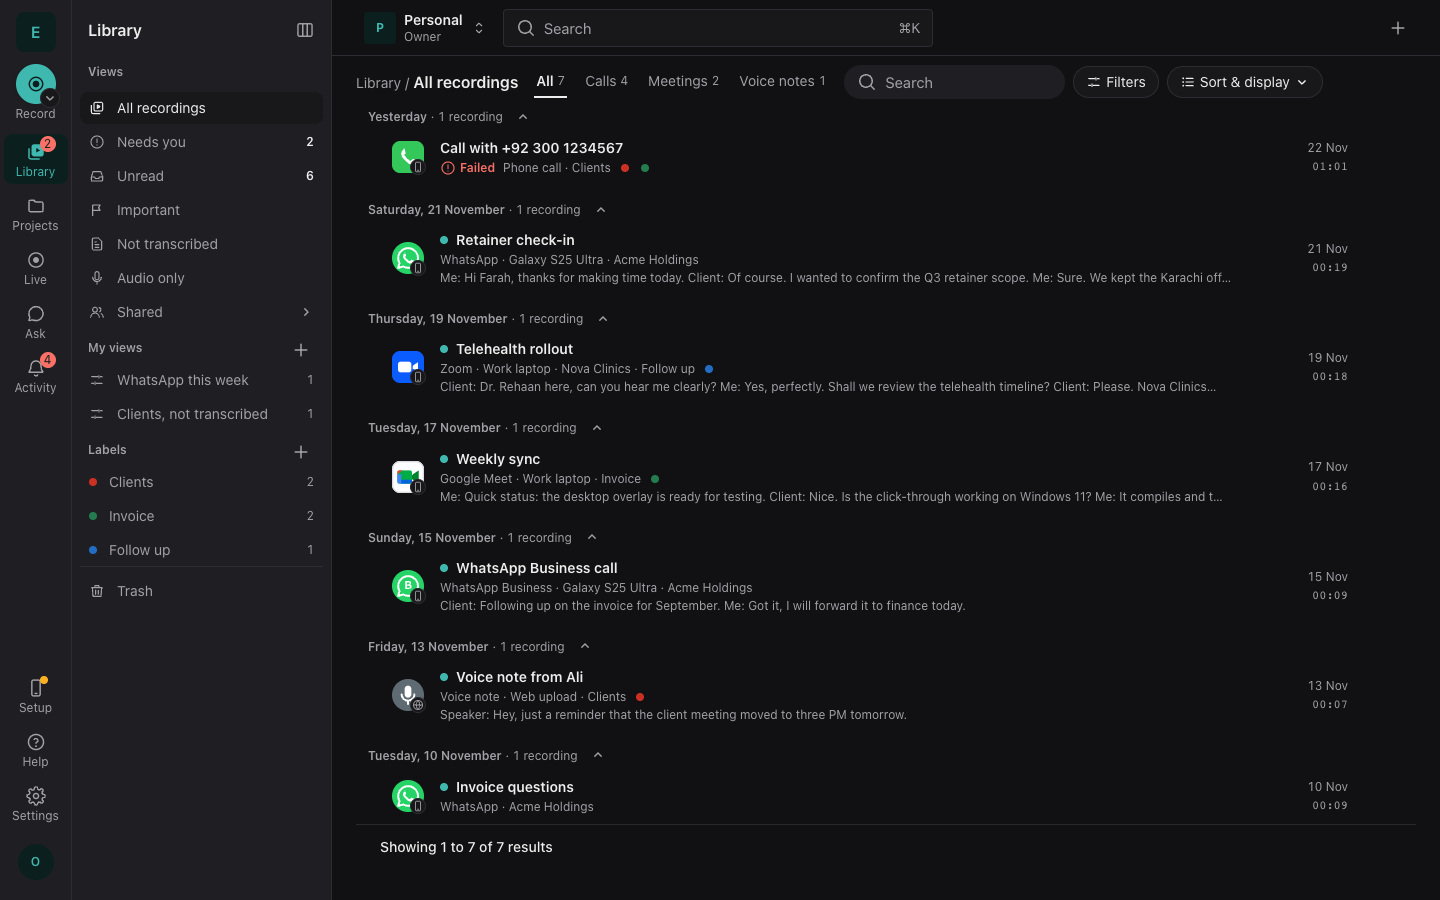 E
Record
2
Library
Projects
Live
Ask
4
Activity
Setup
Help
Settings
O
Library
Views
All recordings
Needs you 2
Unread 6
Important
Not transcribed
Audio only
Shared
My views
WhatsApp this week 1
Clients, not transcribed 1
Labels
Clients 2
Invoice 2
Follow up 1
Trash
P
Personal
Owner
Search ⌘K
Library / All recordings
All 7 Calls 4 Meetings 2 Voice notes 1
Search
Filters
Sort & display
Yesterday · 1 recording
Call with +92 300 1234567
Failed Phone call · Clients
22 Nov
01:01
Saturday, 21 November · 1 recording
Retainer check-in
WhatsApp · Galaxy S25 Ultra · Acme Holdings
Me: Hi Farah, thanks for making time today. Client: Of course. I wanted to confirm the Q3 retainer scope. Me: Sure. We kept the Karachi off...
21 Nov
00:19
Thursday, 19 November · 1 recording
Telehealth rollout
Zoom · Work laptop · Nova Clinics · Follow up
Client: Dr. Rehaan here, can you hear me clearly? Me: Yes, perfectly. Shall we review the telehealth timeline? Client: Please. Nova Clinics...
19 Nov
00:18
Tuesday, 17 November · 1 recording
Weekly sync
Google Meet · Work laptop · Invoice
Me: Quick status: the desktop overlay is ready for testing. Client: Nice. Is the click-through working on Windows 11? Me: It compiles and t...
17 Nov
00:16
Sunday, 15 November · 1 recording
B
WhatsApp Business call
WhatsApp Business · Galaxy S25 Ultra · Acme Holdings
Client: Following up on the invoice for September. Me: Got it, I will forward it to finance today.
15 Nov
00:09
Friday, 13 November · 1 recording
Voice note from Ali
Voice note · Web upload · Clients
Speaker: Hey, just a reminder that the client meeting moved to three PM tomorrow.
13 Nov
00:07
Tuesday, 10 November · 1 recording
Invoice questions
WhatsApp · Acme Holdings
10 Nov
00:09
Showing 1 to 7 of 7 results